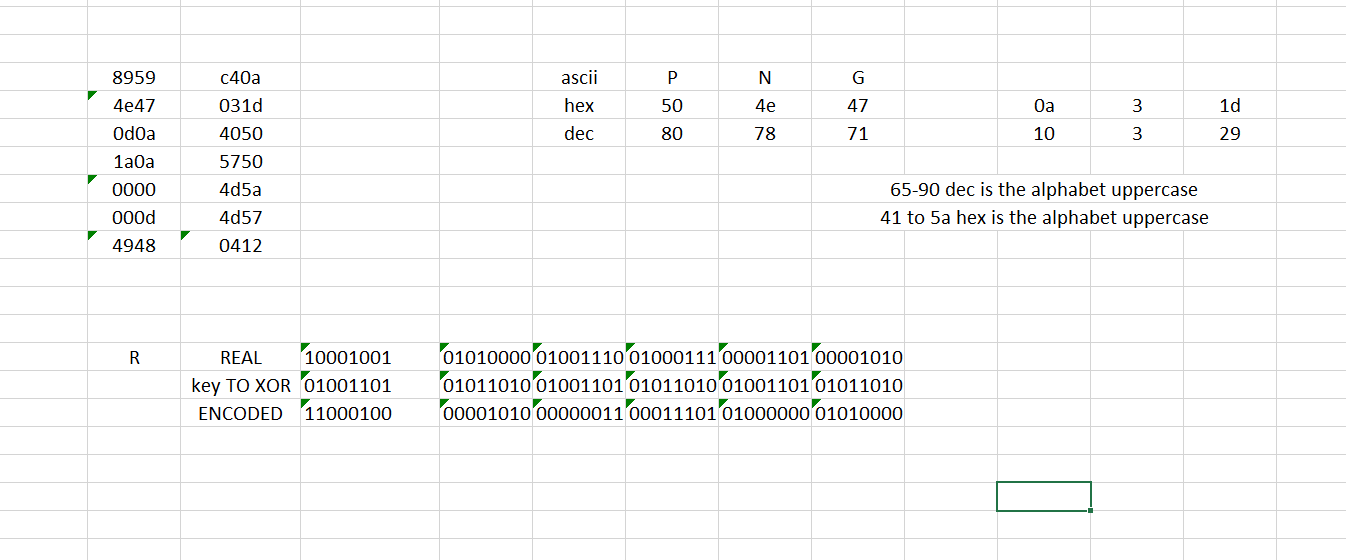 8959 c40a ascii P N G
4e47 031d hex 50 4e 47 0a 3 1d
0d0a 4050 dec 80 78 71 10 3 29
1a0a 5750
0000 4d5a 65-90 dec is the alphabet uppercase
000d 4d57 41 to 5a hex is the alphabet uppercase
4948 0412
R REAL 10001001 01010000 01001110 01000111 00001101 00001010
key TO XOR 01001101 01011010 01001101 01011010 01001101 01011010
ENCODED 11000100 00001010 00000011 00011101 01000000 01010000